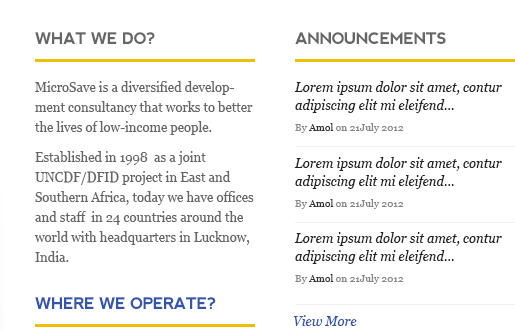 WHAT WE DO?
MicroSave is a diversified develop-
ment consultancy that works to better
the lives of low-income people.
Established in 1998 as a joint
UNCDF/DFID project in East and
Southern Africa, today we have offices
and staff in 24 countries around the
world with headquarters in Lucknow,
India.
WHERE WE OPERATE?
ANNOUNCEMENTS
Lorem ipsum dolor sit amet, contur
adipiscing elit mi eleifend...
By Amol on 21July 2012
Lorem ipsum dolor sit amet, contur
adipiscing elit mi eleifend...
By Amol on 21July 2012
Lorem ipsum dolor sit amet, contur
adipiscing elit mi eleifend...
By Amol on 21July 2012
View More